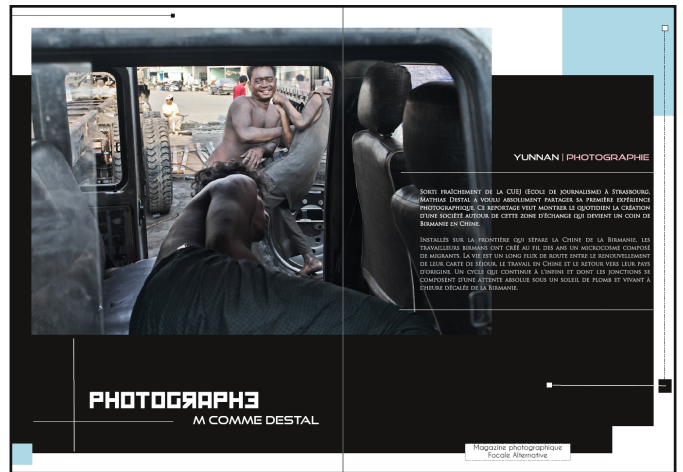 YUNNAN | PHOTOGRAPHIE
Sorti fraîchement de la CUEJ (École de journalisme) à Strasbourg,
Mathias Destal a voulu absolument partager sa première expérience
photographique. Ce reportage veut montrer le quotidien la création
d'une société autour de cette zone d'échange qui devient un coin de
Birmanie en Chine.
Installés sur la frontière qui sépare la Chine de la Birmanie, les
travailleurs birmans ont créé au fil des ans un microcosme composé
de migrants. La vie est un long flux de route entre le renouvellement
de leur carte de séjour, le travail en Chine et le retour vers leur pays
d'origine. Un cycle qui continue à l'infini et dont les jonctions se
composent d'une attente absolue sous un soleil de plomb et vivant à
l'heure décalée de la Birmanie.
PHOTOGRAPHE
M COMME DESTAL
Magazine photographique
Focale Alternative